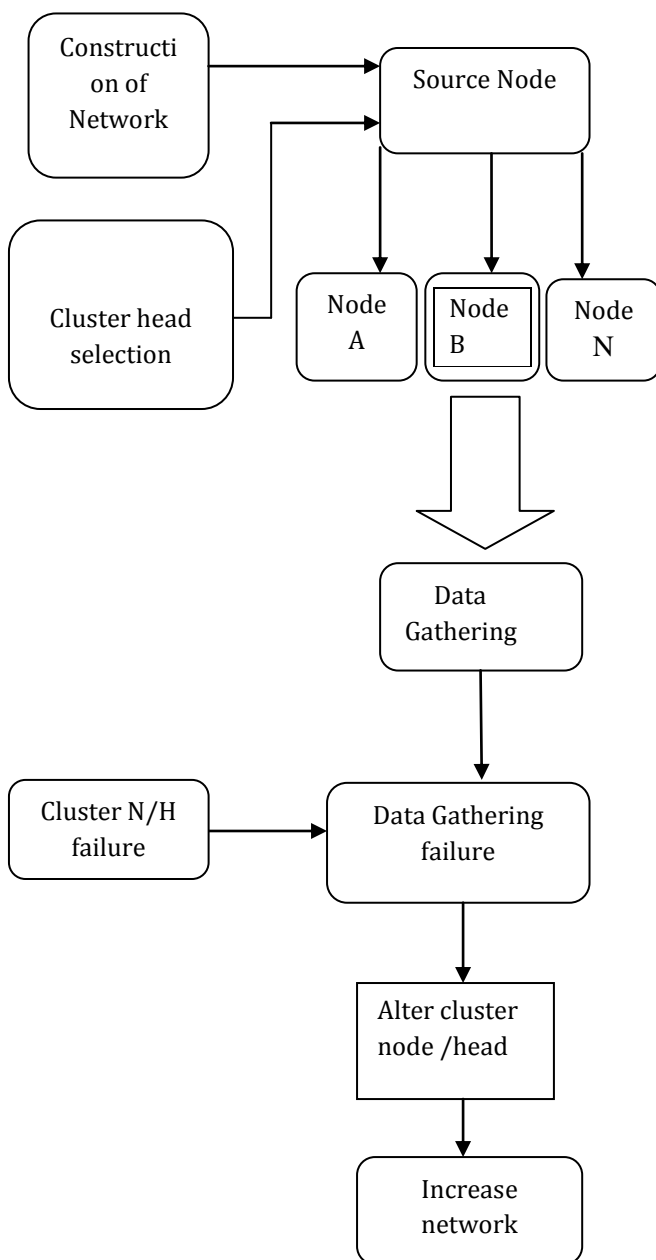 Constructi
on of
Network
Source Node
Cluster head
selection
Node
A
Node
B
Node
N
Data
Gathering
Cluster N/H
failure
Data Gathering
failure
Alter cluster
node /head
Increase
network